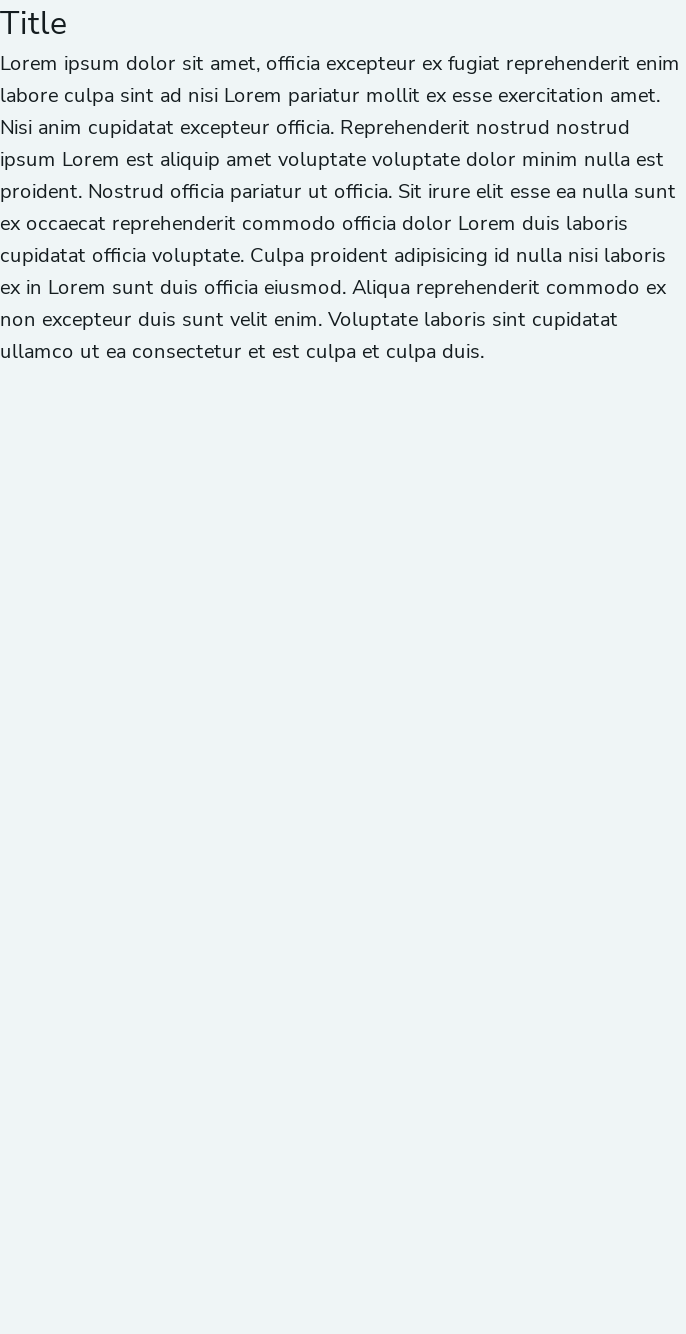 Title
Lorem ipsum dolor sit amet, officia excepteur ex fugiat reprehenderit enim
labore culpa sint ad nisi Lorem pariatur mollit ex esse exercitation amet.
Nisi anim cupidatat excepteur officia. Reprehenderit nostrud nostrud
ipsum Lorem est aliquip amet voluptate voluptate dolor minim nulla est
proident. Nostrud officia pariatur ut officia. Sit irure elit esse ea nulla sunt
ex occaecat reprehenderit commodo officia dolor Lorem duis laboris
cupidatat officia voluptate. Culpa proident adipisicing id nulla nisi laboris
ex in Lorem sunt duis officia eiusmod. Aliqua reprehenderit commodo ex
non excepteur duis sunt velit enim. Voluptate laboris sint cupidatat
ullamco ut ea consectetur et est culpa et culpa duis.